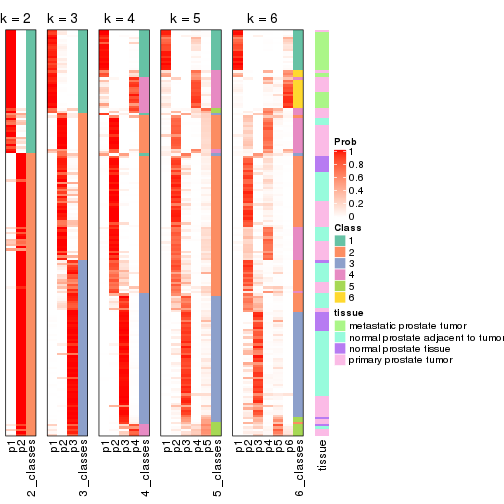 k = 2 k = 3 k = 4 k = 5 k = 6
Prob
1
0.8
0.6
0.4
0.2
0
Class
1
2
3
4
5
6
tissue
metastatic prostate tumor
normal prostate adjacent to tumor
normal prostate tissue
primary prostate tumor
p1 p2 2_classes p1 p2 p3 3_classes p1 p2 p3 p4 4_classes p1 p2 p3 p4 p5 5_classes p1 p2 p3 p4 p5 p6 6_classes tissue